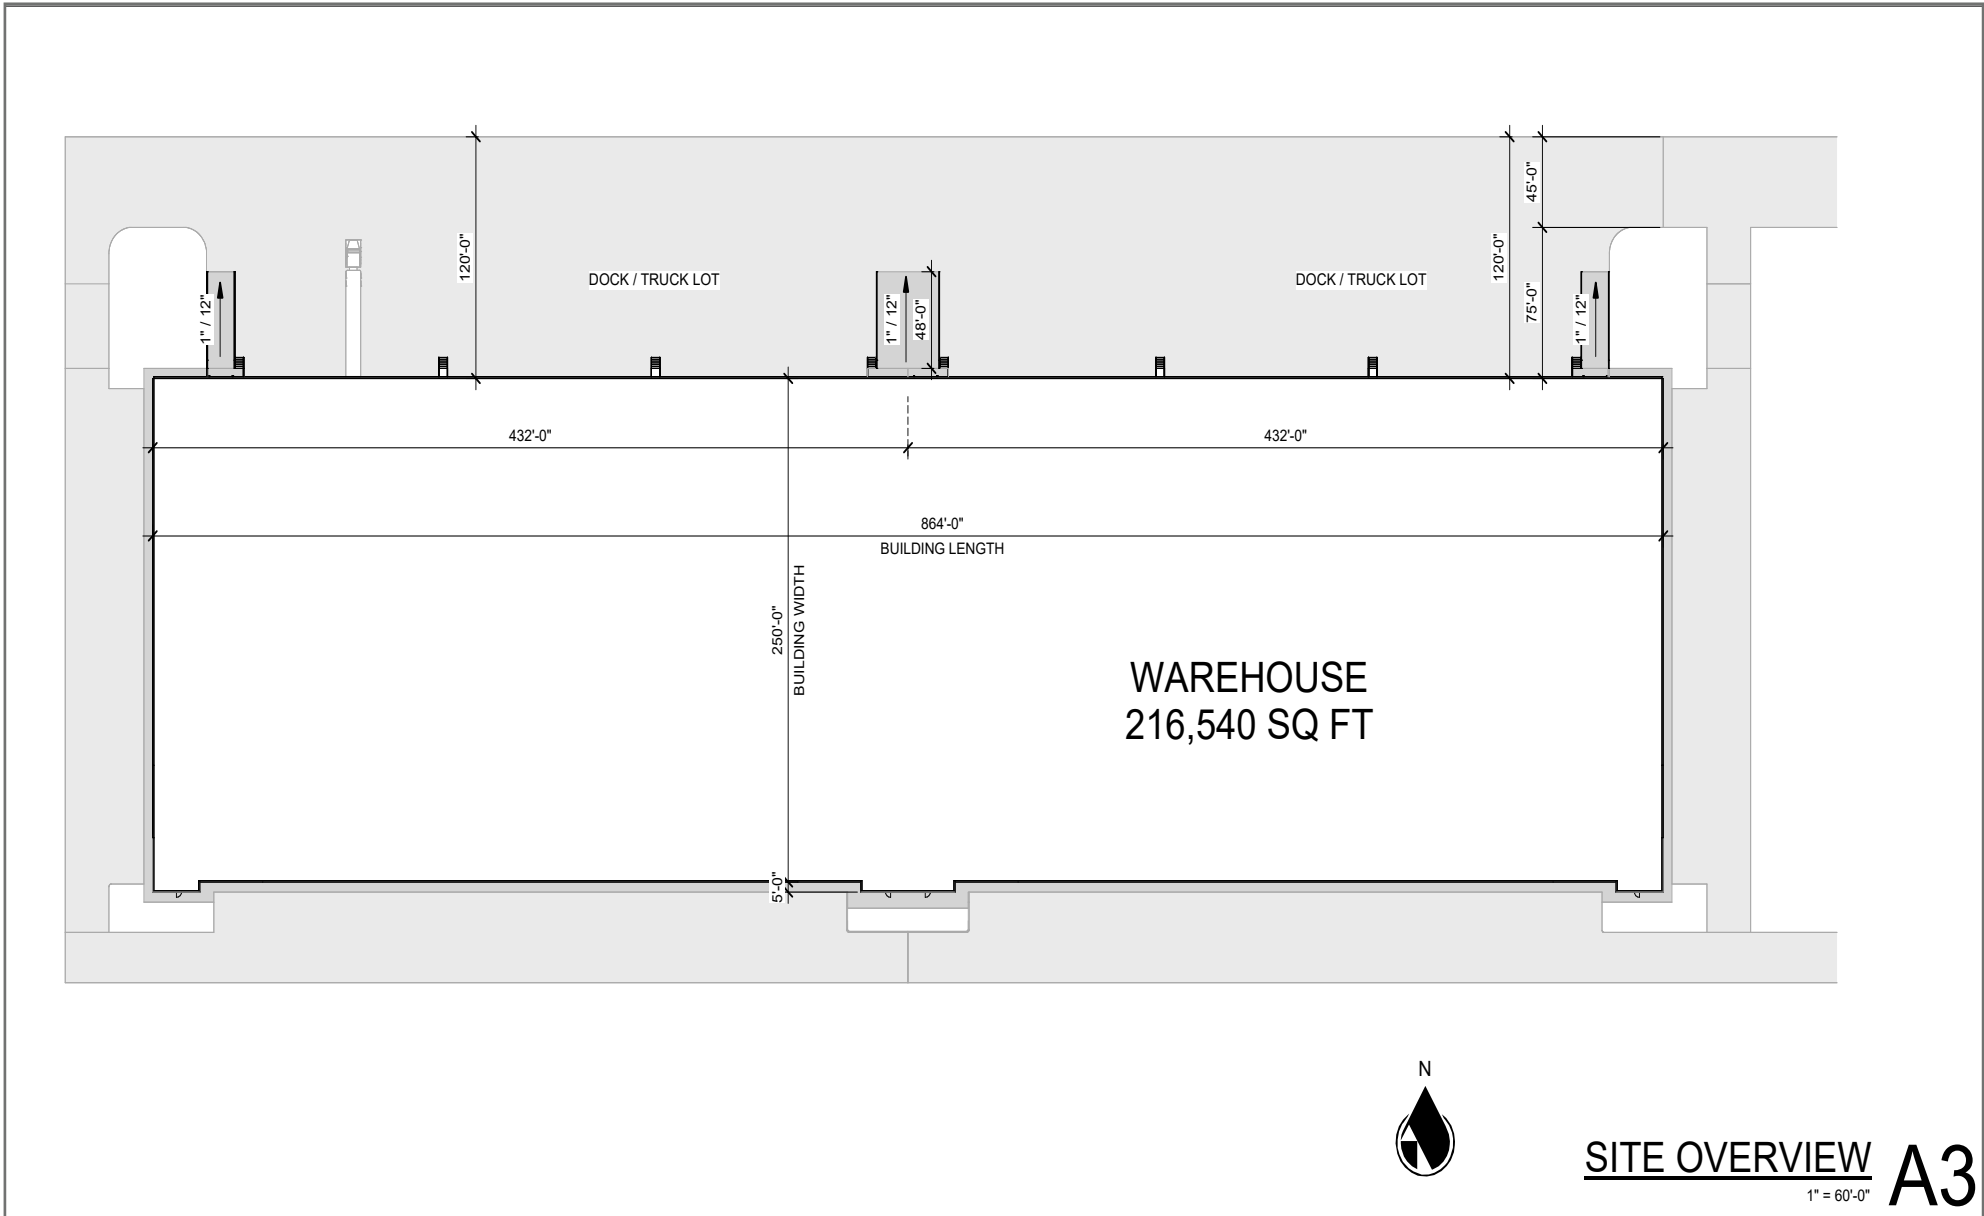 45'-0"
120'-0"
120'-0"
DOCK / TRUCK LOT
DOCK / TRUCK LOT
75'-0"
1" / 12"
1" / 12"
48'-0"
1" / 12"
432'-0"
432'-0"
864'-0"
BUILDING LENGTH
250'-0"
BUILDING WIDTH
WAREHOUSE
216,540 SQ FT
5'-0"
N
SITE OVERVIEW
A3
1" = 60'-0"